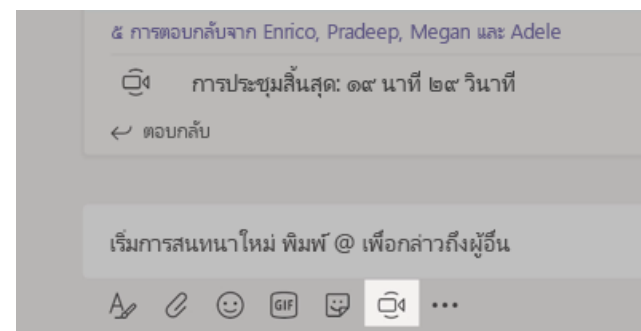 ๕ การตอบกลับจาก Enrico, Pradeep, Megan และ Adele
การประชุมสิ้นสุด: ๑๙ นาที ๒๙ วินาที
ตอบกลับ
เริ่มการสนทนาใหม่ พิมพ์ @ เพื่อกล่าวถึงผู้อื่น
GIF